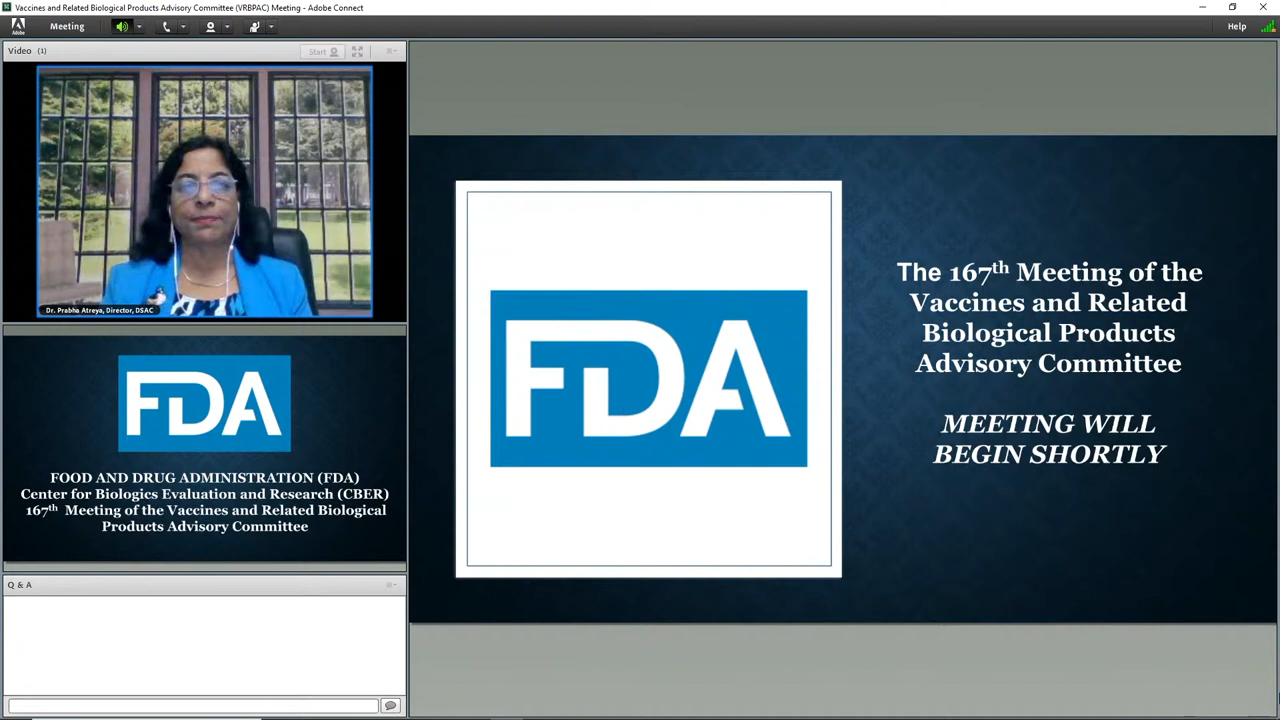 Vaccines and Related Biological Products Advisory Committee (VRBPAC) Meeting - Adobe Connect
Adobe
Meeting
Help
Video (1)
Start
Dr. Prabha Atreya, Director, DSAC
FDA
FOOD AND DRUG ADMINISTRATION (FDA)
Center for Biologics Evaluation and Research (CBER)
167th Meeting of the Vaccines and Related Biological
Products Advisory Committee
Q & A
FDA
The 167th Meeting of the
Vaccines and Related
Biological Products
Advisory Committee
MEETING WILL
BEGIN SHORTLY